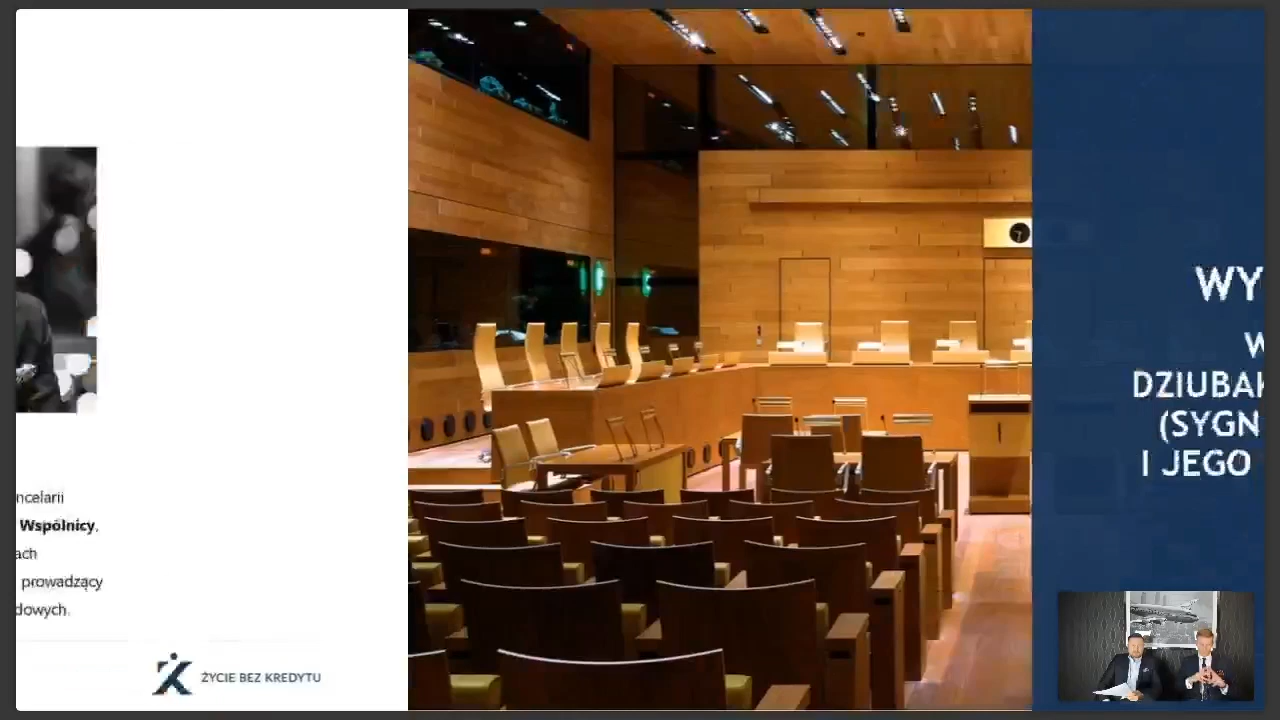 ncelarii
Wspólnicy,
ach
prowadzący
dowych.
ŻYCIE BEZ KREDYTU
WY
W
DZIUBAK
(SYGN
I JEGO